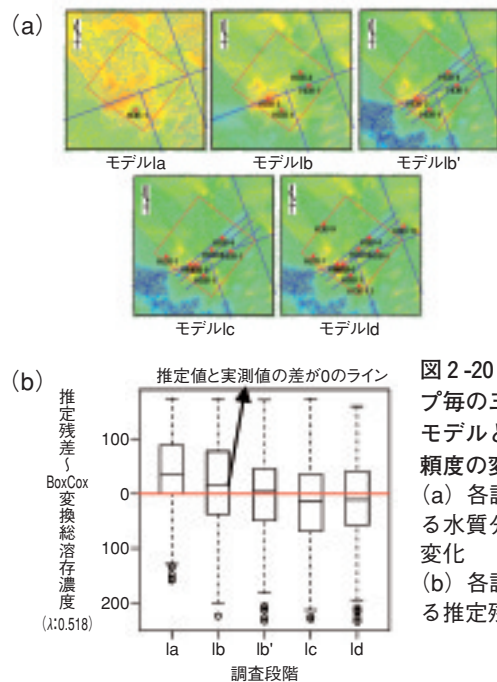 (a)
モデルIa
モデルIb
モデルIb'
モデルIc
モデルId
(b)
推定値と実測値の差が0のライン
推定残差~BoxCox変換総溶存濃度
(λ:0.518)
100
0
100
200
Ia
Ib
Ib'
Ic
Id
調査段階
図2-20
プ毎の三
モデルと
頼度の変
(a)各調
る水質分
変化
(b)各調
る推定残